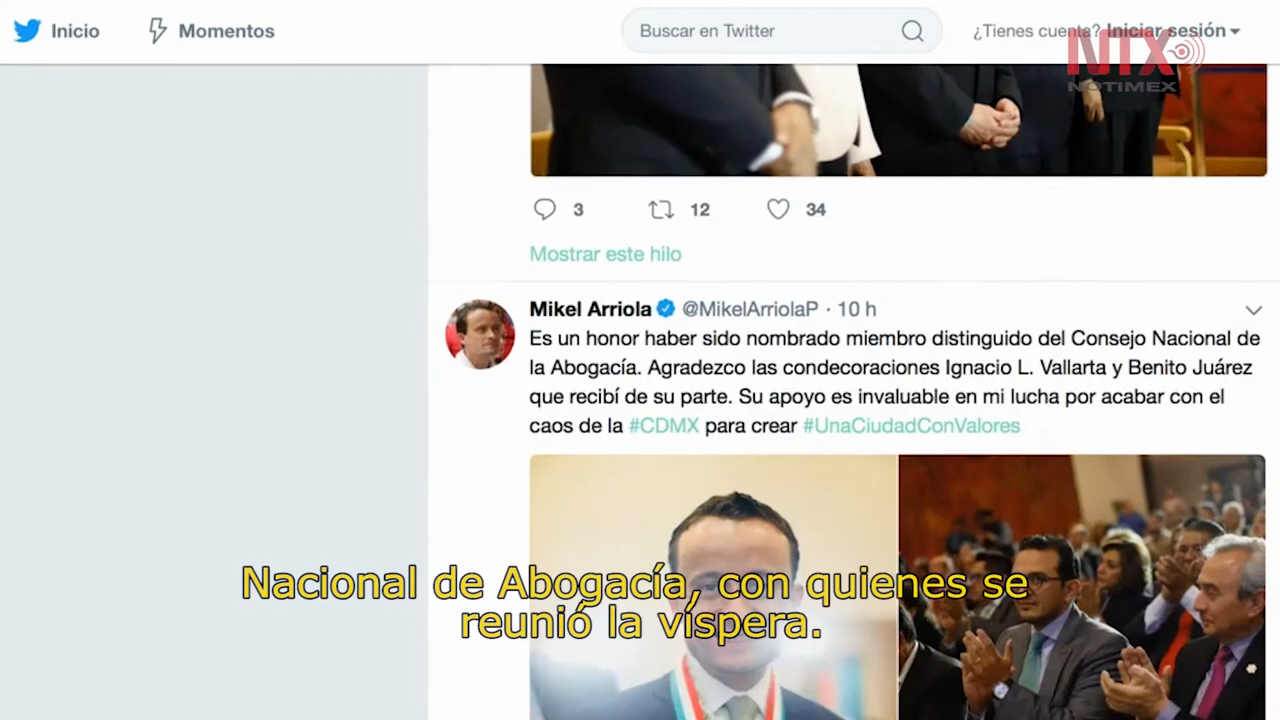 Inicio
Momentos
Buscar en Twitter
¿Tienes cuenta? Iniciar sesión
NTX
NOTIMEX
3
12
34
Mostrar este hilo
Mikel Arriola @MikelArriolaP · 10 h
Es un honor haber sido nombrado miembro distinguido del Consejo Nacional de
la Abogacía. Agradezco las condecoraciones Ignacio L. Vallarta y Benito Juárez
que recibí de su parte. Su apoyo es invaluable en mi lucha por acabar con el
caos de la #CDMX para crear #UnaCiudadConValores
Nacional de Abogacía, con quienes se
reunió la víspera.